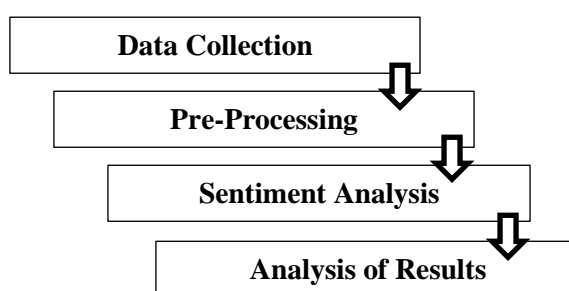 Data Collection
Pre-Processing
Sentiment Analysis
Analysis of Results